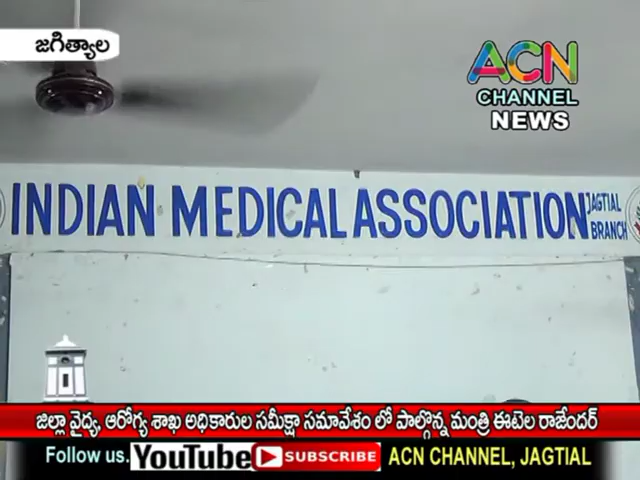 జగిత్యాల
ACN
CHANNEL
NEWS
INDIAN MEDICAL ASSOCIATION JAGTIAL
BRANCH
జిల్లా వైద్య, ఆరోగ్య శాఖ అధికారుల సమీక్షా సమావేశం లో పాల్గొన్న మంత్రి ఈటెల రాజేందర్
Follow us. YouTube SUBSCRIBE ACN CHANNEL, JAGTIAL